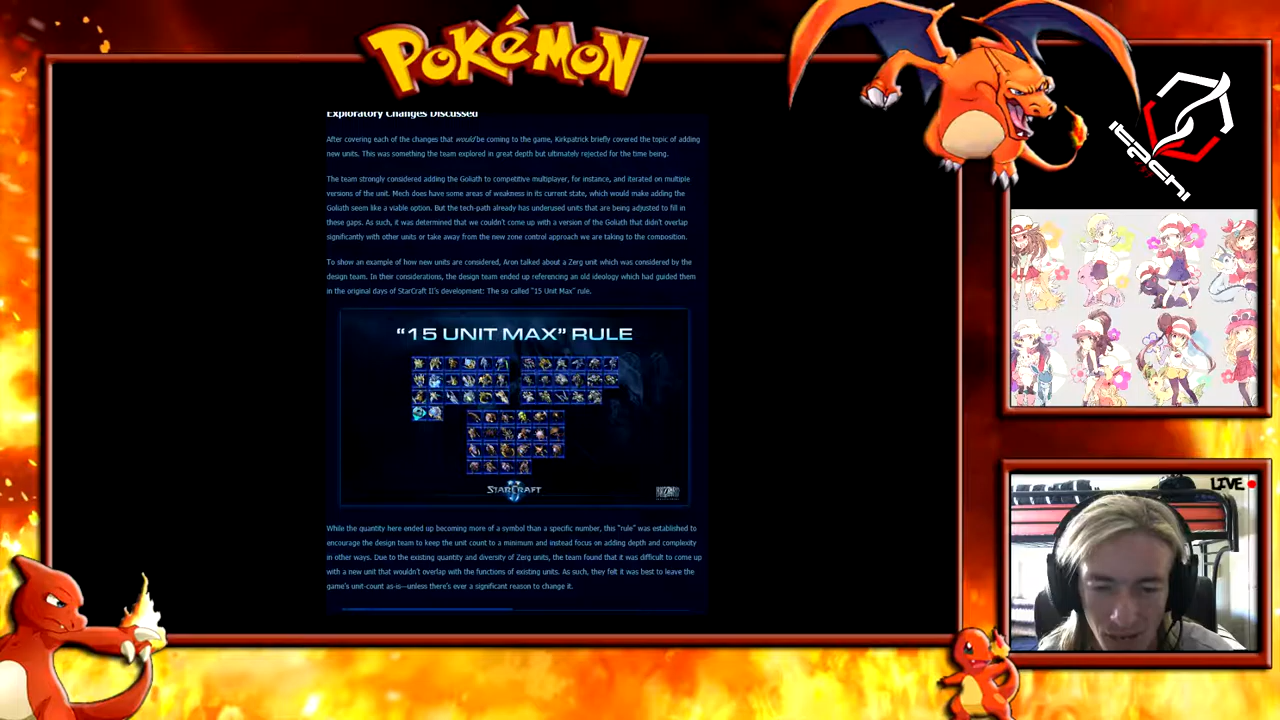 POKÉMON
ITACHI
Exploratory Changes Discussed
After covering each of the changes that would be coming to the game, Kirkpatrick briefly covered the topic of adding
new units. This was something the team explored in great depth but ultimately rejected for the time being.
The team strongly considered adding the Goliath to competitive multiplayer, for instance, and iterated on multiple
versions of the unit. Mech does have some areas of weakness in its current state, which would make adding the
Goliath seem like a viable option. But the tech-path already has underused units that are being adjusted to fill in
these gaps. As such, it was determined that we couldn't come up with a version of the Goliath that didn't overlap
significantly with other units or take away from the new zone control approach we are taking to the composition.
To show an example of how new units are considered, Aron talked about a Zerg unit which was considered by the
design team. In their considerations, the design team ended up referencing an old ideology which had guided them
in the original days of StarCraft II's development: The so called "15 Unit Max" rule.
"15 UNIT MAX" RULE
STARCRAFT
II
BLIZZARD
While the quantity here ended up becoming more of a symbol than a specific number, this "rule" was established to
encourage the design team to keep the unit count to a minimum and instead focus on adding depth and complexity
in other ways. Due to the existing quantity and diversity of Zerg units, the team found that it was difficult to come up
with a new unit that wouldn't overlap with the functions of existing units. As such, they felt it was best to leave the
game's unit-count as-is—unless there's ever a significant reason to change it.
LIVE